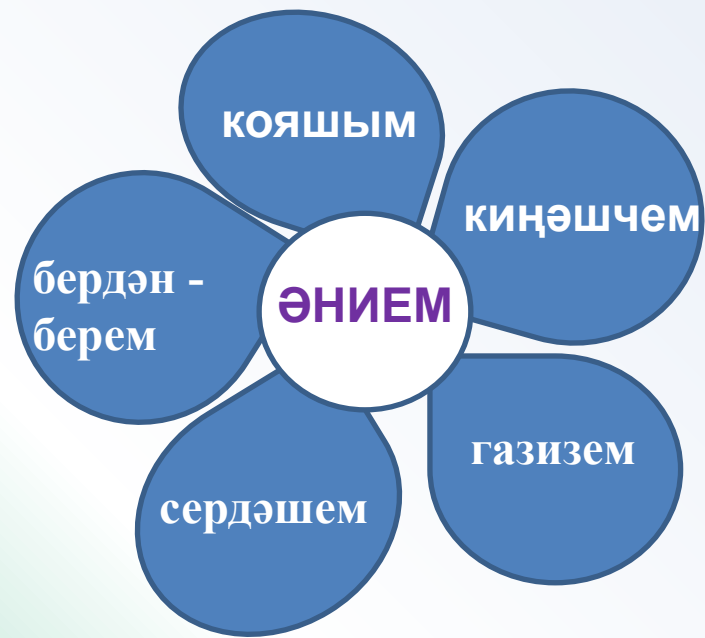 кояшым
киңәшчем
бердән -
берем
ӘНИЕМ
газизем
сердәшем